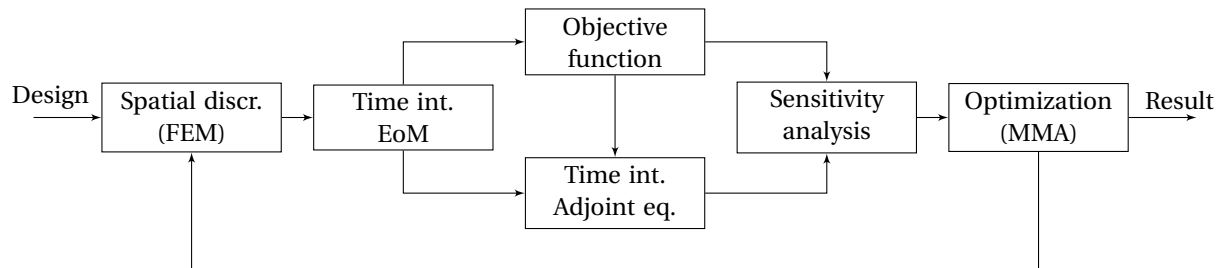 Design
Spatial discr.
(FEM)
Time int.
EoM
Objective
function
Time int.
Adjoint eq.
Sensitivity
analysis
Optimization
(MMA)
Result